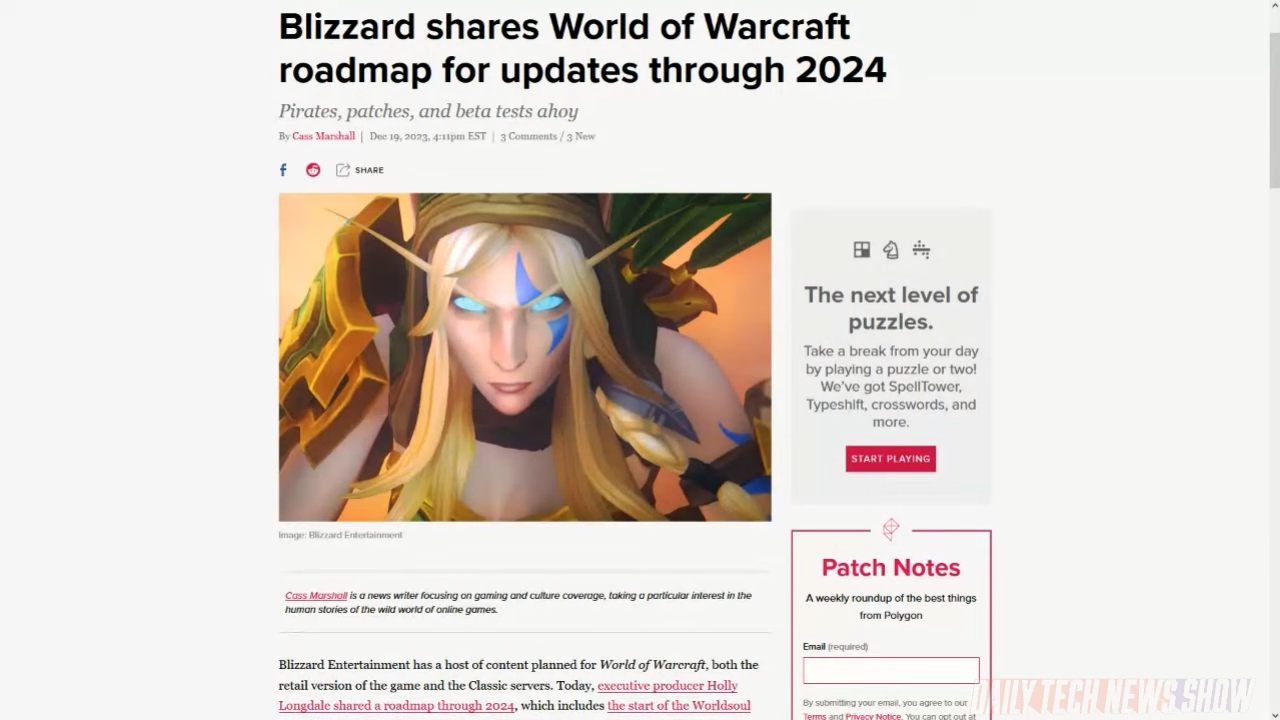 Blizzard shares World of Warcraft
roadmap for updates through 2024
Pirates, patches, and beta tests ahoy
By Cass Marshall | Dec 19, 2023, 4:11pm EST | 3 Comments / 3 New
SHARE
Image: Blizzard Entertainment
Cass Marshall is a news writer focusing on gaming and culture coverage, taking a particular interest in the
human stories of the wild world of online games.
Blizzard Entertainment has a host of content planned for World of Warcraft, both the
retail version of the game and the Classic servers. Today, executive producer Holly
Longdale shared a roadmap through 2024, which includes the start of the Worldsoul
The next level of
puzzles.
Take a break from your day
by playing a puzzle or two!
We've got SpellTower,
Typeshift, crosswords, and
more.
START PLAYING
Patch Notes
A weekly roundup of the best things
from Polygon
Email (required)
By submitting your email, you agree to our
Terms and Privacy Notice. You can opt out at
DAILY TECH NEWS SHOW